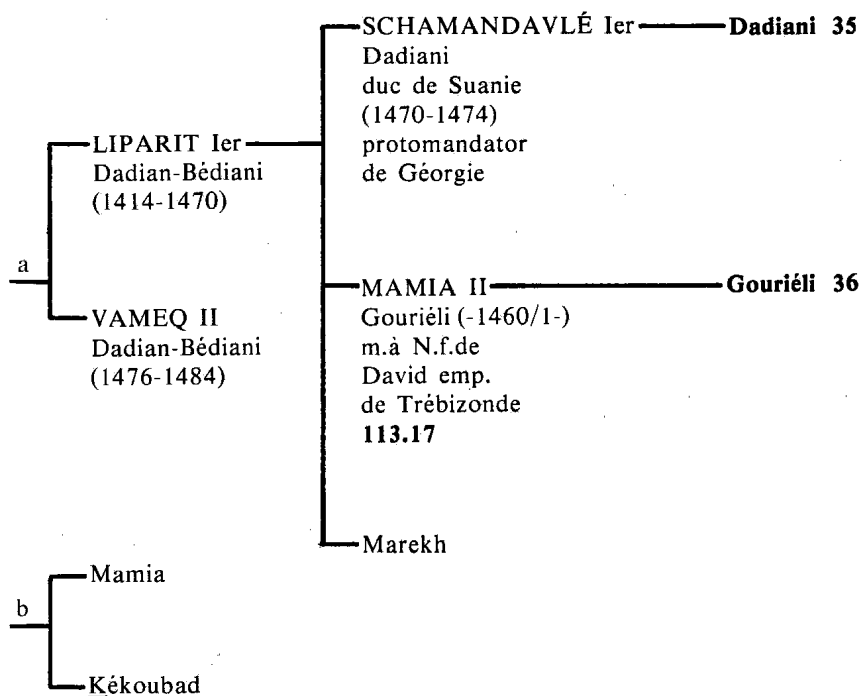 SCHAMANDAVLÉ Ier
Dadiani 35
Dadiani
duc de Suanie
(1470-1474)
protomandator
de Géorgie
LIPARIT Ier
Dadian-Bédiani
(1414-1470)
a
MAMIA II
Gouriéli 36
Gouriéli (-1460/1-)
m.à N.f.de
David emp.
de Trébizonde
113.17
VAMEQ II
Dadian-Bédiani
(1476-1484)
Marekh
Mamia
b
Kékoubad